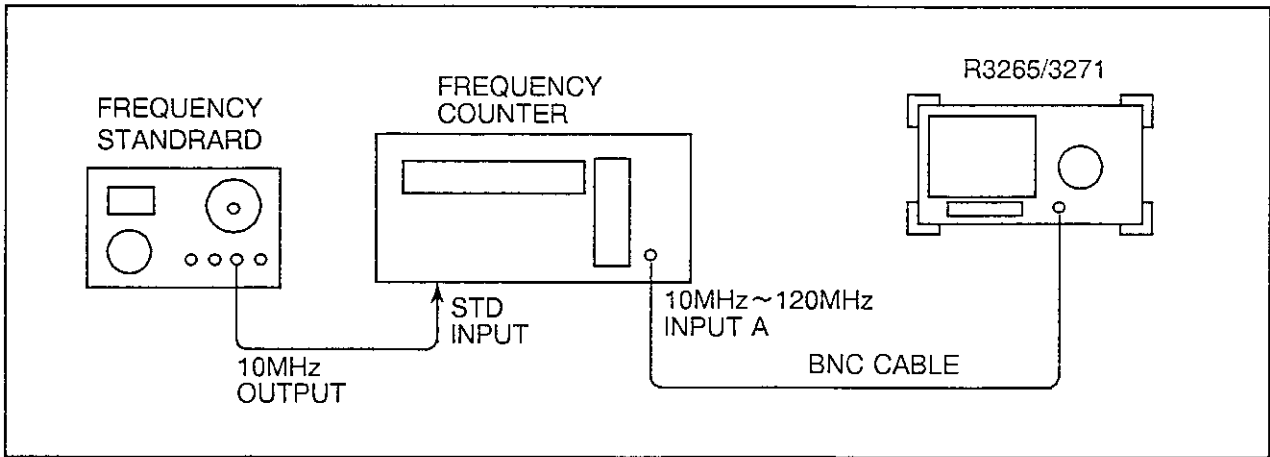 FREQUENCY
STANDRARD
FREQUENCY
COUNTER
R3265/3271
10MHz
OUTPUT
STD
INPUT
10MHz～120MHz
INPUT A
BNC CABLE